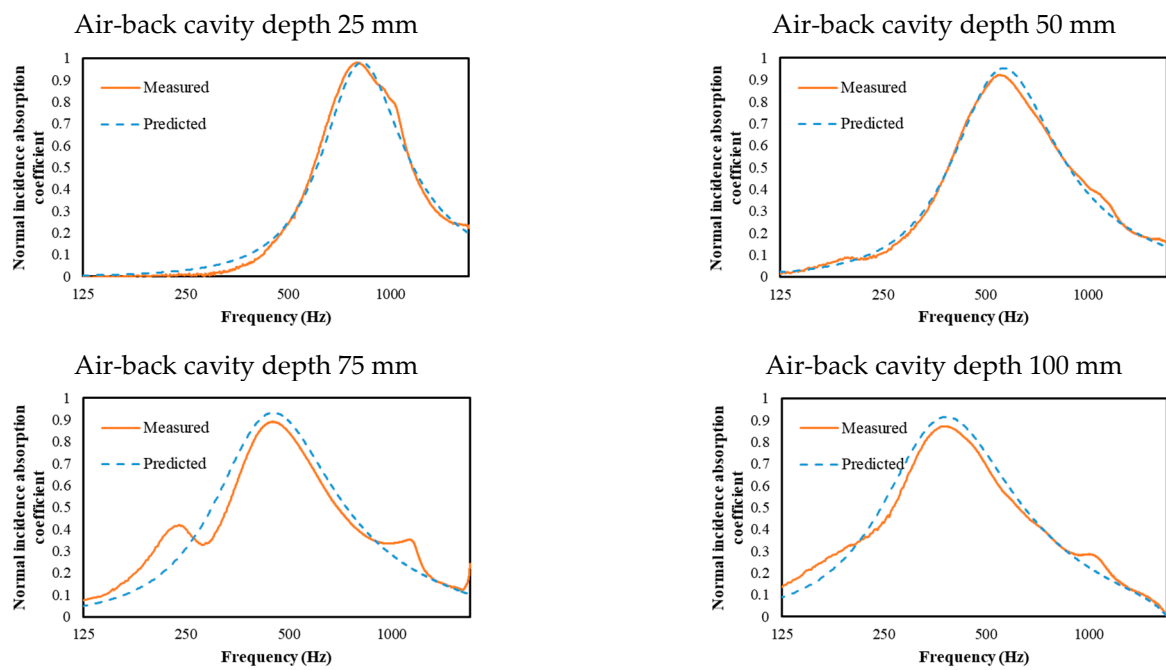 Air-back cavity depth 25 mm
Normal incidence absorption
coefficient
1
0.9
0.8
0.7
0.6
0.5
0.4
0.3
0.2
0.1
0
Measured
Predicted
125 250 500 1000
Frequency (Hz)
Air-back cavity depth 50 mm
Normal incidence absorption
coefficient
1
0.9
0.8
0.7
0.6
0.5
0.4
0.3
0.2
0.1
0
Measured
Predicted
125 250 500 1000
Frequency (Hz)
Air-back cavity depth 75 mm
Normal incidence absorption
coefficient
1
0.9
0.8
0.7
0.6
0.5
0.4
0.3
0.2
0.1
0
Measured
Predicted
125 250 500 1000
Frequency (Hz)
Air-back cavity depth 100 mm
Normal incidence absorption
coefficient
1
0.9
0.8
0.7
0.6
0.5
0.4
0.3
0.2
0.1
0
Measured
Predicted
125 250 500 1000
Frequency (Hz)